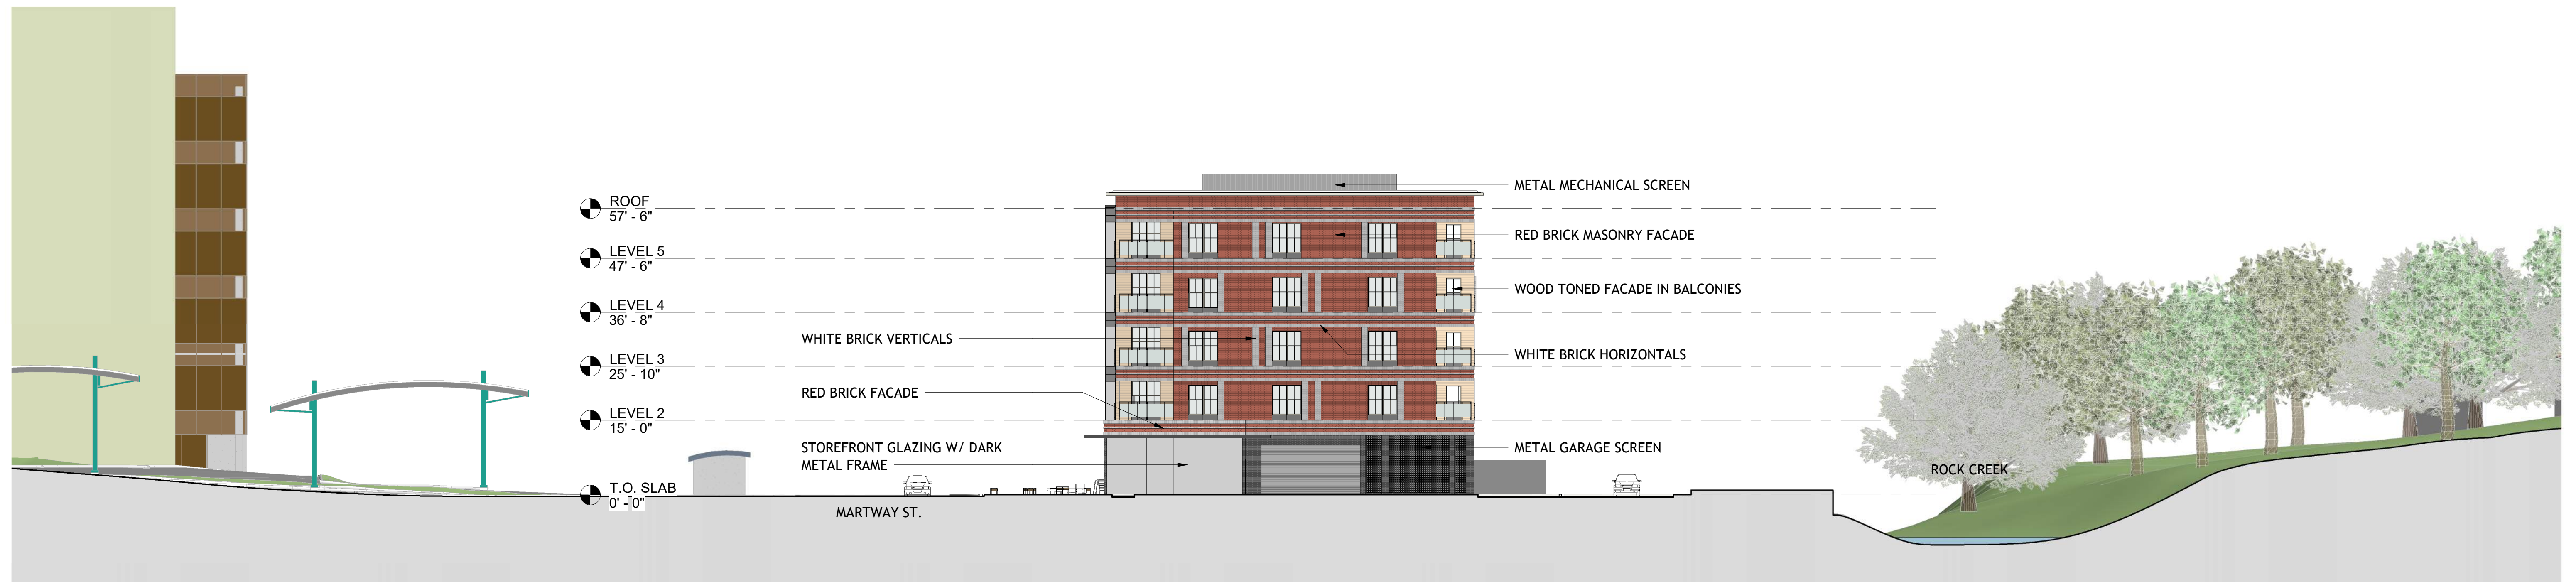 METAL MECHANICAL SCREEN
ROOF
57' - 6"
RED BRICK MASONRY FACADE
LEVEL 5
47' - 6"
WOOD TONED FACADE IN BALCONIES
LEVEL 4
36' - 8"
WHITE BRICK VERTICALS
WHITE BRICK HORIZONTALS
LEVEL 3
25' - 10"
RED BRICK FACADE
LEVEL 2
15' - 0"
STOREFRONT GLAZING W/ DARK
METAL FRAME
METAL GARAGE SCREEN
ROCK CREEK
T.O. SLAB
0' - 0"
MARTWAY ST.